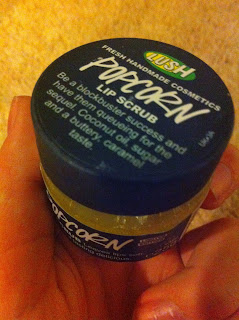 LUSH
FRESH HANDMADE COSMETICS
POPCORN
LIP SCRUB
Be a blockbuster success and
have them queueing for the
sequel. Coconut oil, sugar
and a buttery, caramel
taste.
POPCORN